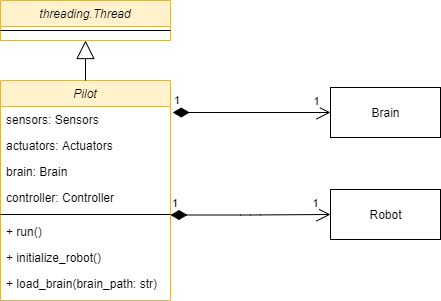 threading.Thread
Pilot
sensors: Sensors
actuators: Actuators
brain: Brain
controller: Controller
+ run()
+ initialize_robot()
+ load_brain(brain_path: str)
1
1
Brain
1
1
Robot